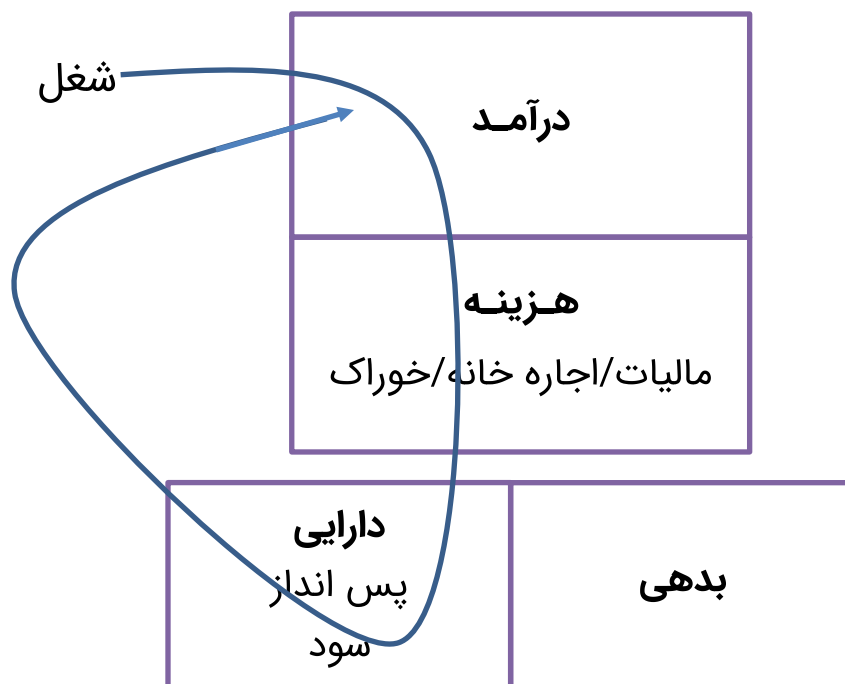 شغل
درآمـد
هـزینـه
مالیات/اجاره خانه/خوراک
دارایی
پس انداز
سود
بدهی